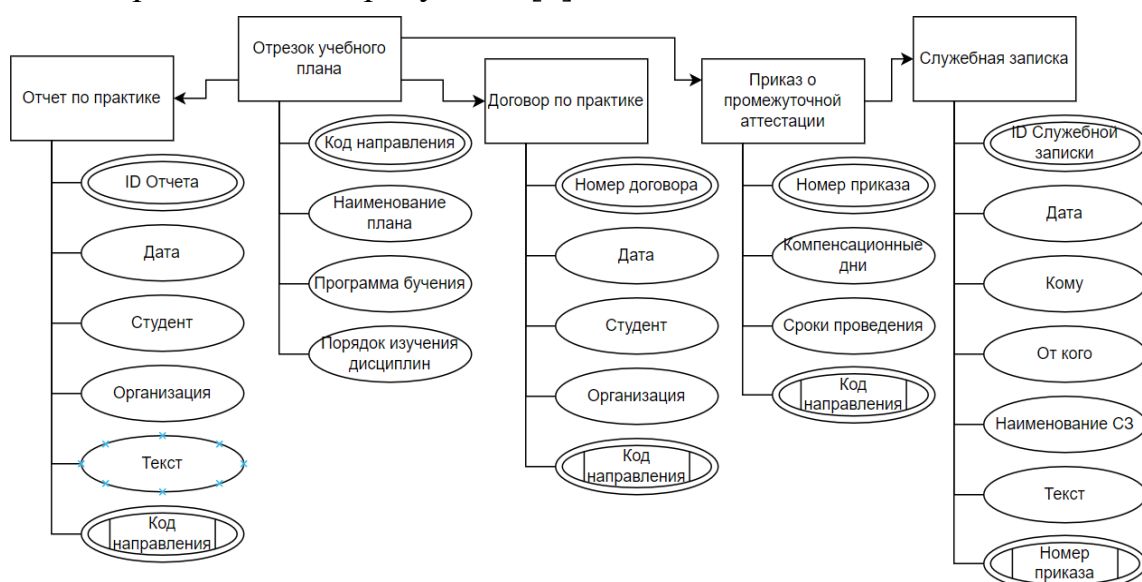 Отчет по практике
ID Отчета
Дата
Студент
Организация
Текст
Код
направления
Отрезок учебного
плана
Код направления
Наименование
плана
Программа бучения
Порядок изучения
дисциплин
Договор по практике
Номер договора
Дата
Студент
Организация
Код
направления
Приказ о
промежуточной
аттестации
Номер приказа
Компенсационные
дни
Сроки проведения
Код
направления
Служебная записка
ID Служебной
записки
Дата
Кому
От кого
Наименование СЗ
Текст
Номер
приказа